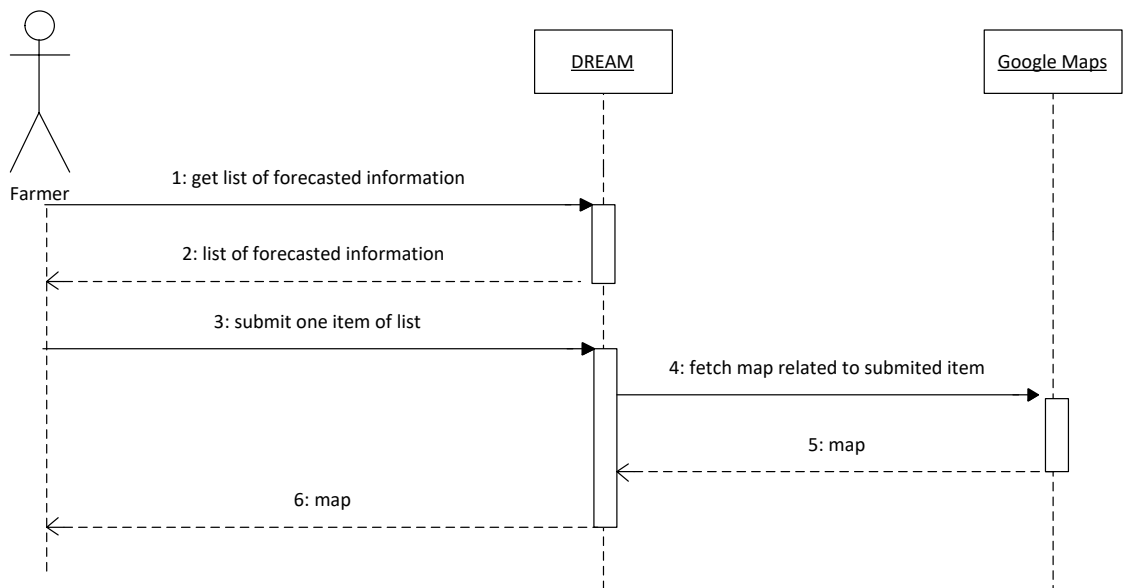 DREAM
Google Maps
Farmer
1: get list of forecasted information
2: list of forecasted information
3: submit one item of list
4: fetch map related to submited item
5: map
6: map